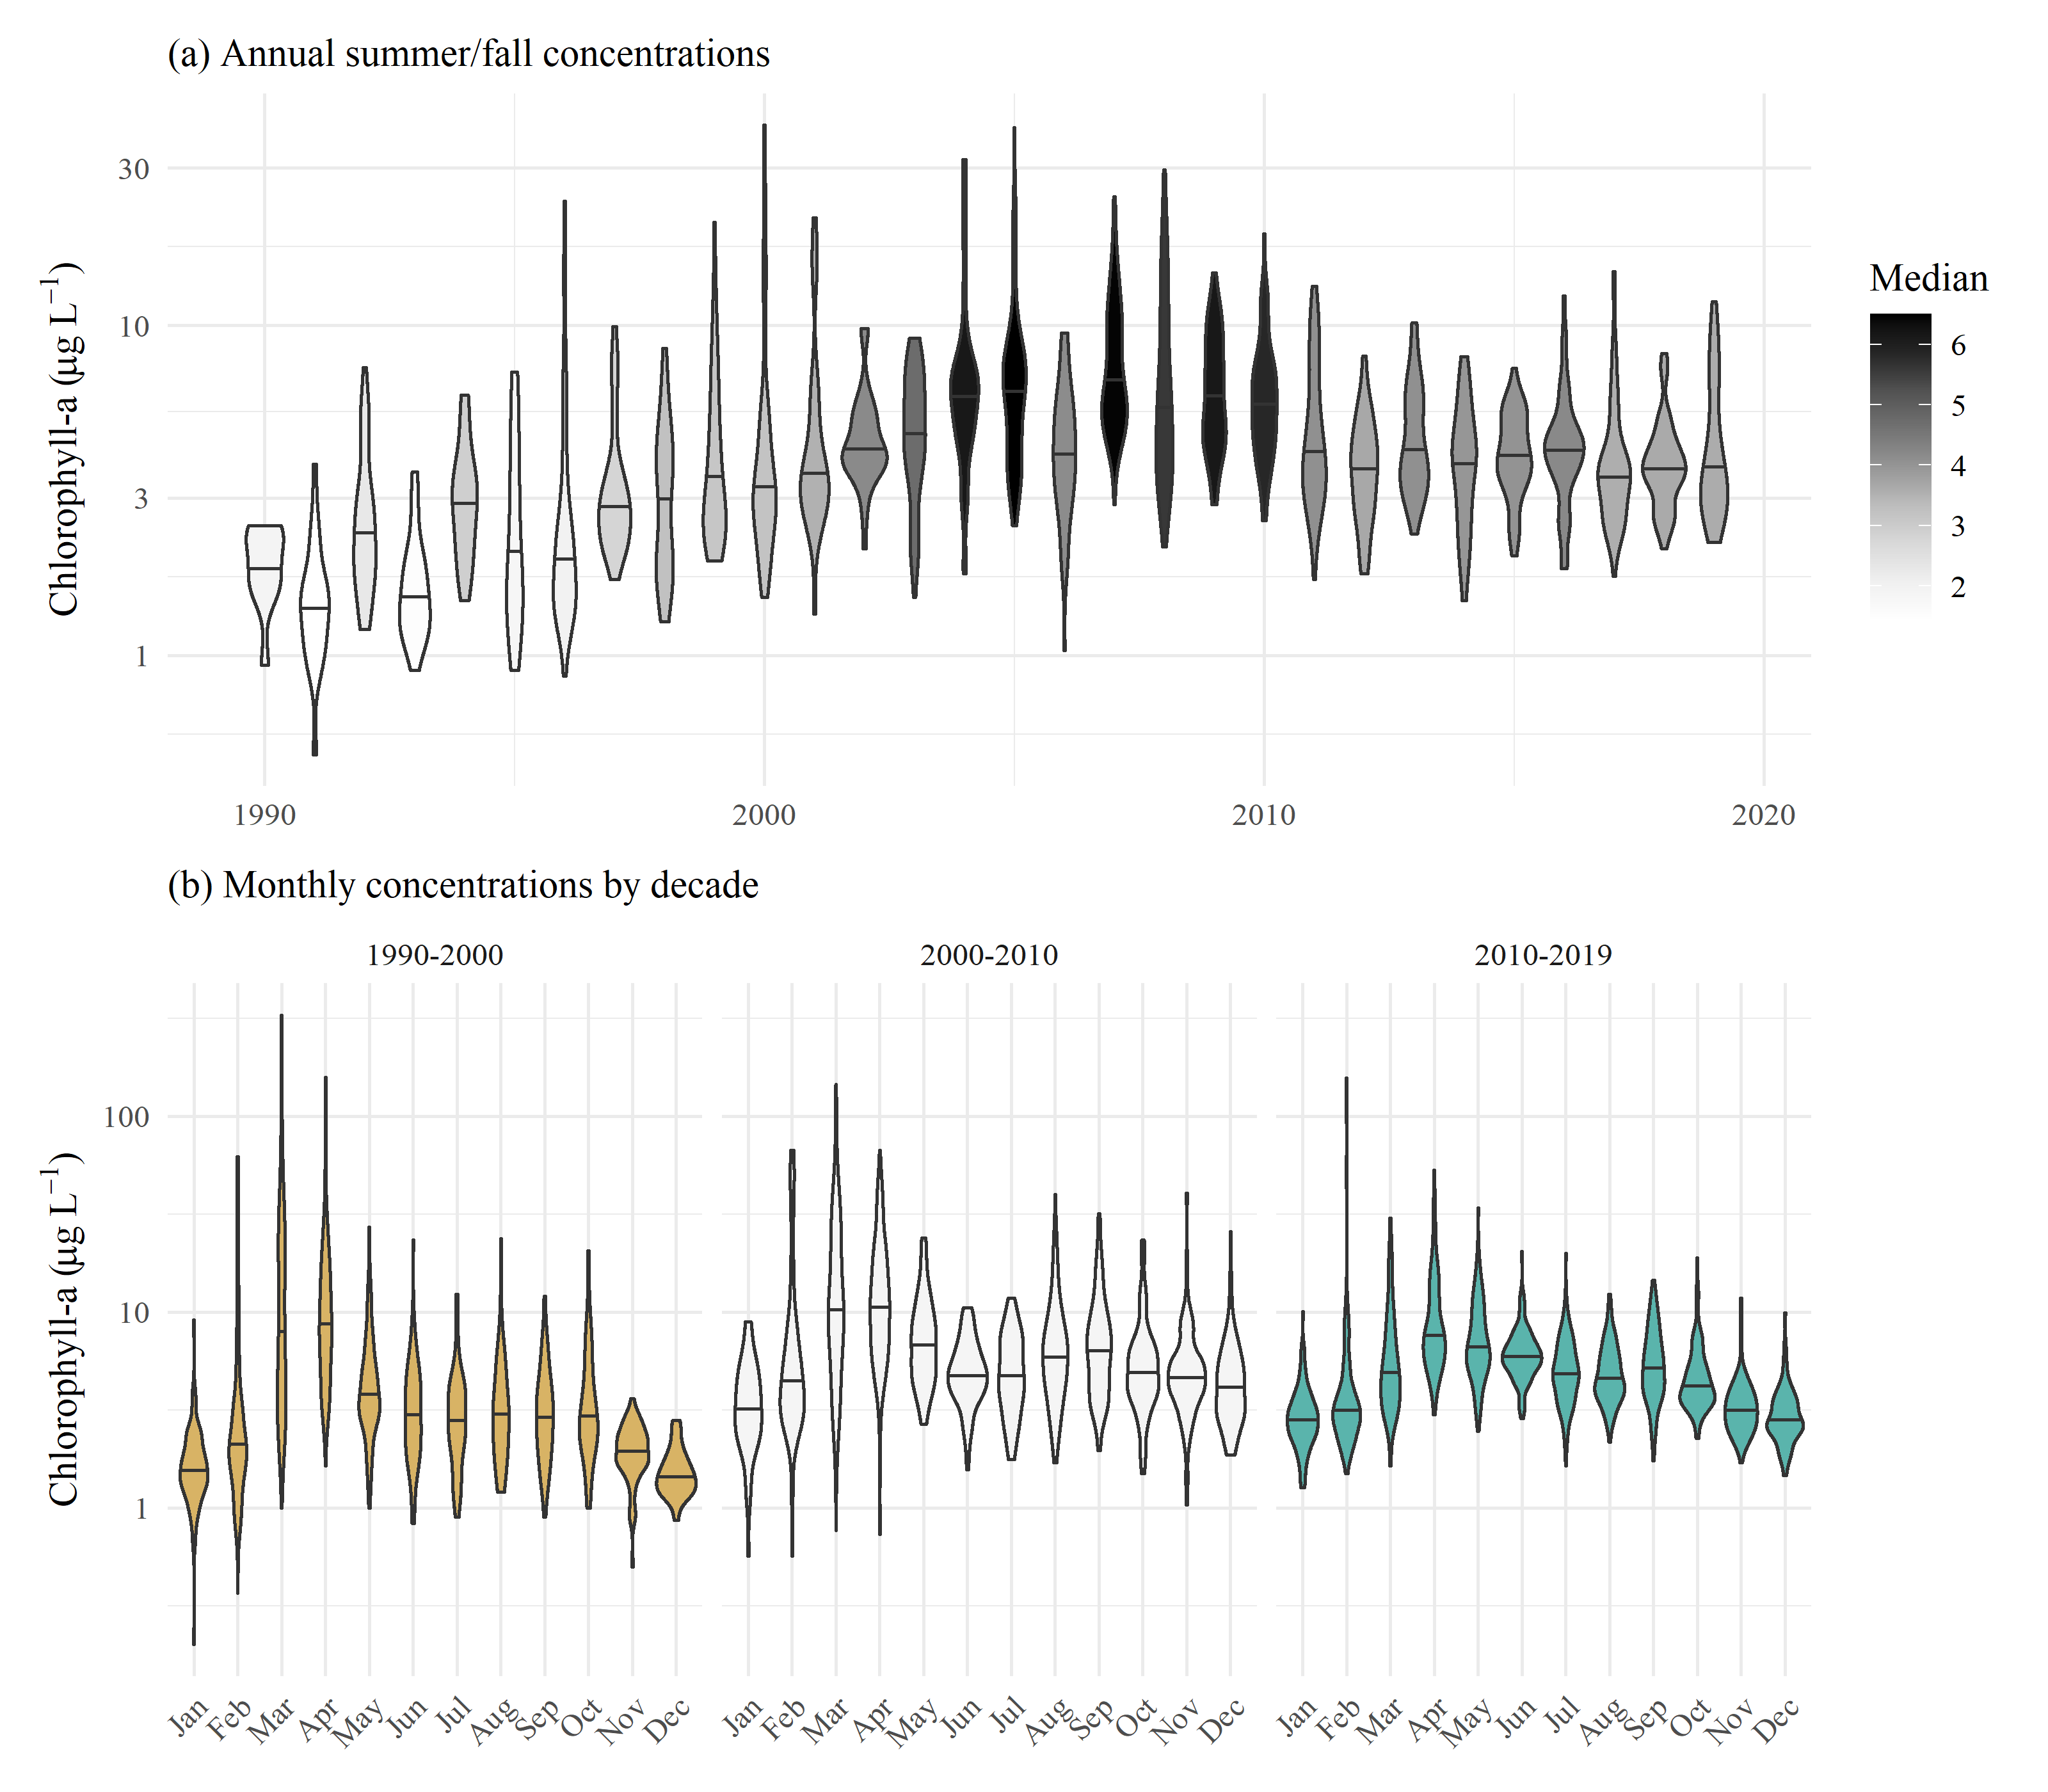 (a) Annual summer/fall concentrations
Chlorophyll-a (μg L−1)
30
10
3
1
1990
2000
2010
2020
Median
6
5
4
3
2
(b) Monthly concentrations by decade
1990-2000
2000-2010
2010-2019
Chlorophyll-a (μg L−1)
100
10
1
Jan Feb Mar Apr May Jun Jul Aug Sep Oct Nov Dec
Jan Feb Mar Apr May Jun Jul Aug Sep Oct Nov Dec
Jan Feb Mar Apr May Jun Jul Aug Sep Oct Nov Dec